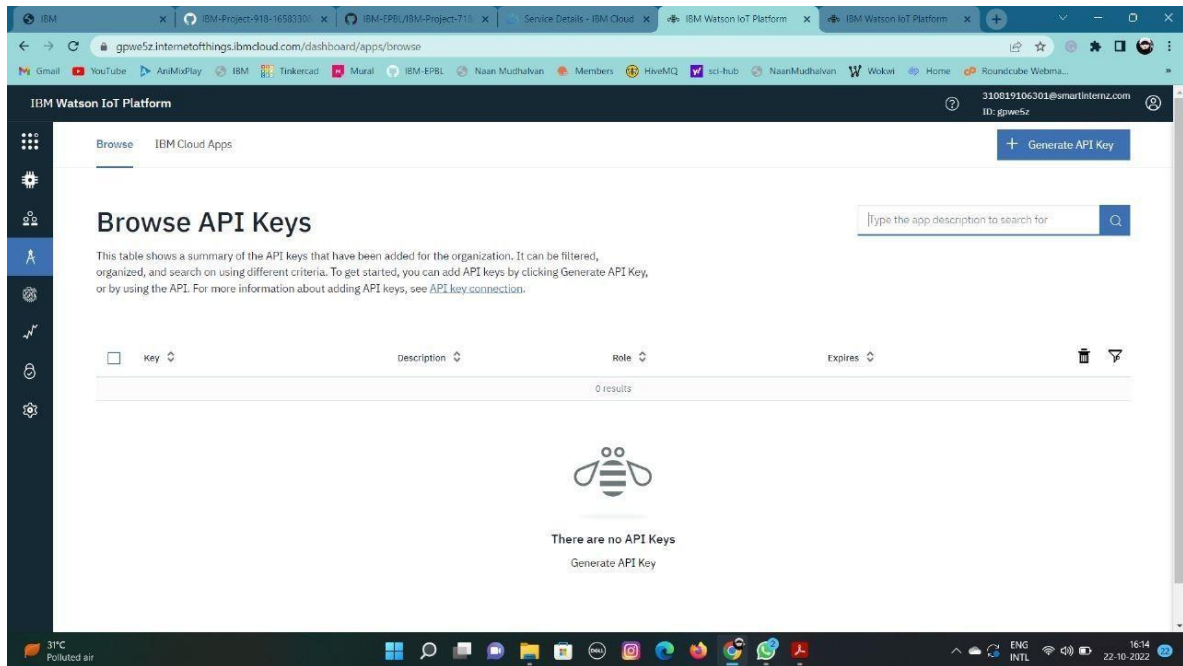 IBM
IBM-Project-918-16583308
IBM-EPBL/IBM-Project-718
Service Details - IBM Cloud
IBM Watson IoT Platform
IBM Watson IoT Platform
gpwe5z.internetofthings.ibmcloud.com/dashboard/apps/browse
Gmail YouTube AniMixPlay IBM Tinkercad Mural IBM-EPBL Naan Mudhalvan Members HiveMQ sci-hub NaanMudhalvan Wokwi Home Roundcube Webma... »
IBM Watson IoT Platform
310819106301@smartinternz.com
ID: gpwe5z
Browse IBM Cloud Apps
+ Generate API Key
Browse API Keys
Type the app description to search for
This table shows a summary of the API keys that have been added for the organization. It can be filtered,
organized, and search on using different criteria. To get started, you can add API keys by clicking Generate API Key,
or by using the API. For more information about adding API keys, see API key connection.
Key Description Role Expires
0 results
There are no API Keys
Generate API Key
31°C
Polluted air
DELL
2
ENG
INTL
16:14
22-10-2022
22